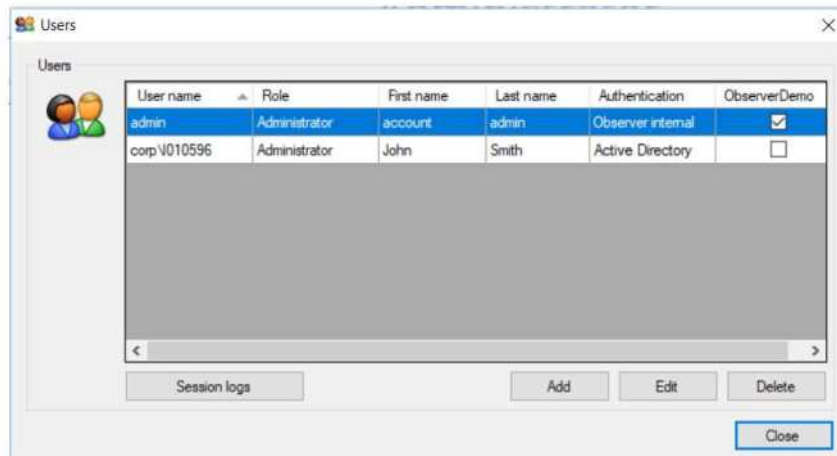 Users
Users
User name Role First name Last name Authentication ObserverDemo
admin Administrator account admin Observer internal
corp\I010596 Administrator John Smith Active Directory
Session logs Add Edit Delete
Close